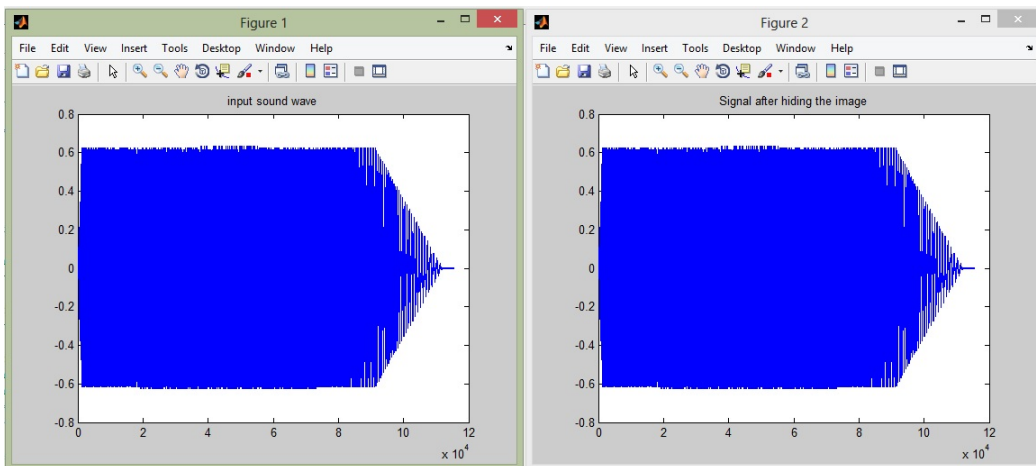 Figure 1
File Edit View Insert Tools Desktop Window Help
input sound wave
0.8
0.6
0.4
0.2
0
-0.2
-0.4
-0.6
-0.8
0 2 4 6 8 10 12
x 10^4
Figure 2
File Edit View Insert Tools Desktop Window Help
Signal after hiding the image
0.8
0.6
0.4
0.2
0
-0.2
-0.4
-0.6
-0.8
0 2 4 6 8 10 12
x 10^4